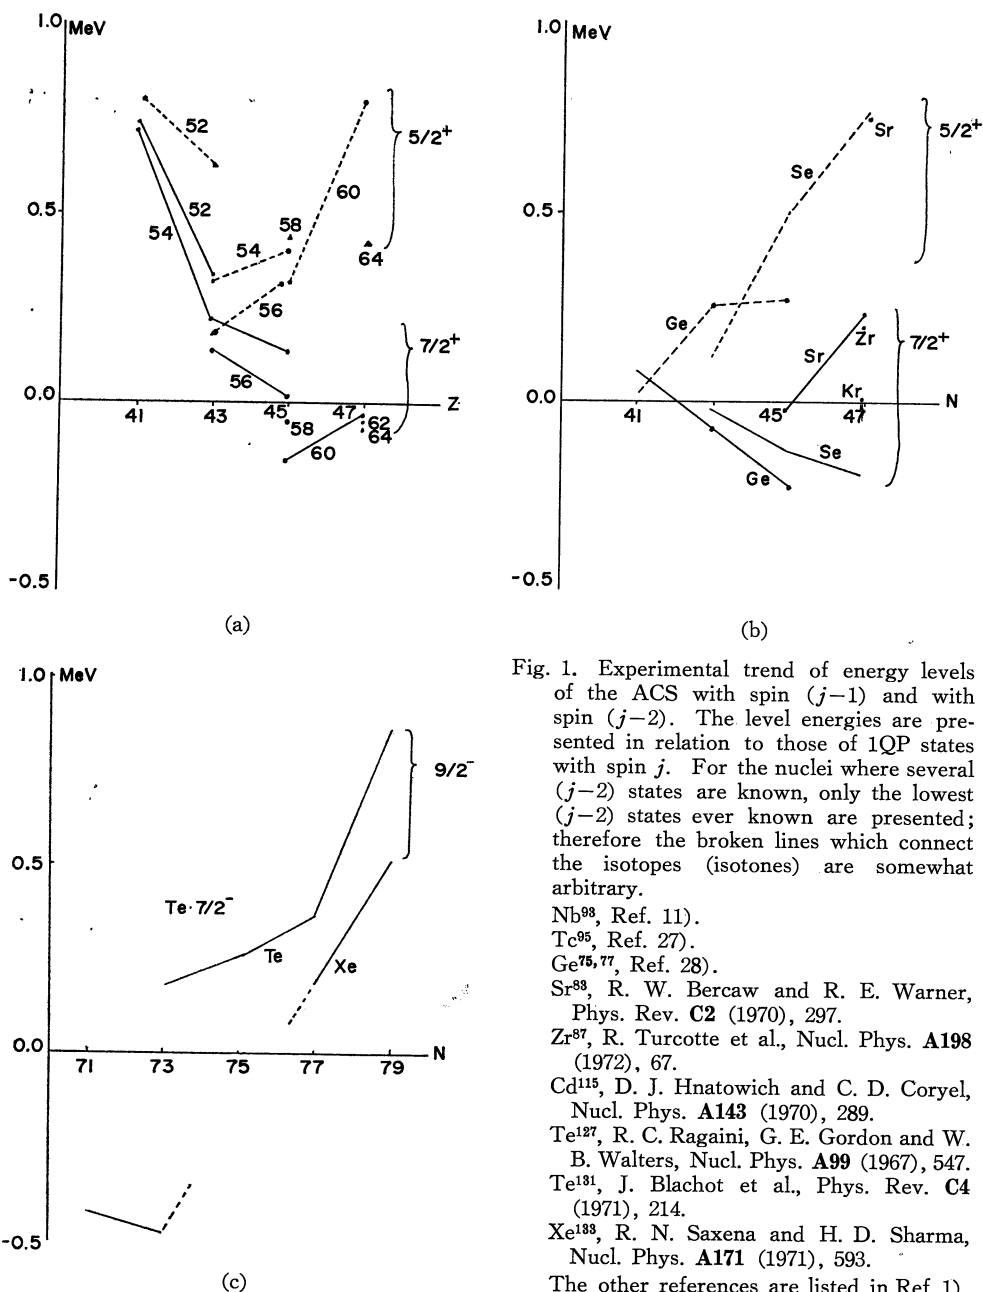 1.0
MeV
52
52
54
54
58
60
5/2⁺
0.5
64
56
7/2⁺
56
0.0
41
43
45
47
Z
58
62
64
60
-0.5
(a)
1.0
MeV
Sr
5/2⁺
Se
0.5
Ge
Sr
Zr
7/2⁺
Kr
0.0
41
45
47
N
Se
Ge
-0.5
(b)
1.0
MeV
9/2⁻
0.5
Te·7/2⁻
Te
Xe
0.0
71
73
75
77
79
N
-0.5
(c)
Fig. 1. Experimental trend of energy levels
of the ACS with spin (j−1) and with
spin (j−2). The level energies are pre-
sented in relation to those of 1QP states
with spin j. For the nuclei where several
(j−2) states are known, only the lowest
(j−2) states ever known are presented;
therefore the broken lines which connect
the isotopes (isotones) are somewhat
arbitrary.
Nb⁹³, Ref. 11).
Tc⁹⁵, Ref. 27).
Ge⁷⁵,⁷⁷, Ref. 28).
Sr⁸³, R. W. Bercaw and R. E. Warner,
Phys. Rev. C2 (1970), 297.
Zr⁸⁷, R. Turcotte et al., Nucl. Phys. A198
(1972), 67.
Cd¹¹⁵, D. J. Hnatowich and C. D. Coryel,
Nucl. Phys. A143 (1970), 289.
Te¹²⁷, R. C. Ragaini, G. E. Gordon and W.
B. Walters, Nucl. Phys. A99 (1967), 547.
Te¹³¹, J. Blachot et al., Phys. Rev. C4
(1971), 214.
Xe¹³³, R. N. Saxena and H. D. Sharma,
Nucl. Phys. A171 (1971), 593.
The other references are listed in Ref. 1).